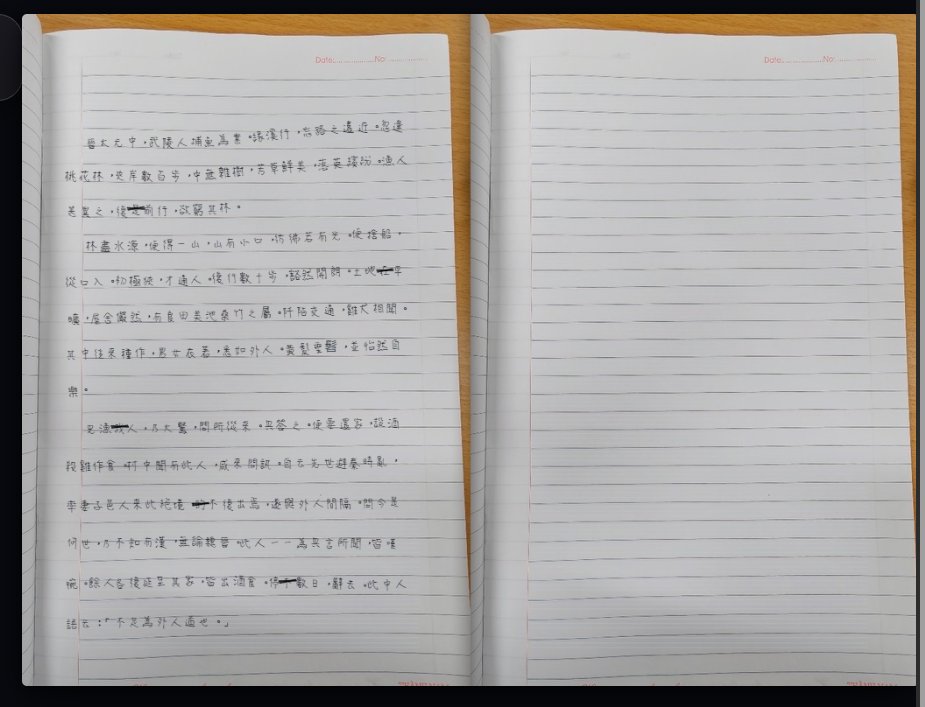 Date: No:
Date: No:
晉太元中,武陵人捕魚為業。緣溪行,忘路之遠近。忽逢
桃花林,夾岸數百步,中無雜樹,芳草鮮美,落英繽紛。漁人
甚異之,復前行,欲窮其林。
林盡水源,便得一山,山有小口,彷彿若有光。便捨船,
從口入。初極狹,才通人。復行數十步,豁然開朗。土地平
曠,屋舍儼然,有良田美池桑竹之屬。阡陌交通,雞犬相聞。
其中往來種作,男女衣著,悉如外人。黃髮垂髫,並怡然自
樂。
見漁人,乃大驚,問所從來。具答之。便要還家,設酒
殺雞作食。村中聞有此人,咸來問訊。自云先世避秦時亂,
率妻子邑人來此絕境,不復出焉,遂與外人間隔。問今是
何世,乃不知有漢,無論魏晉。此人一一為具言所聞,皆嘆
惋。餘人各復延至其家,皆出酒食。停數日,辭去。此中人
語云:「不足為外人道也。」